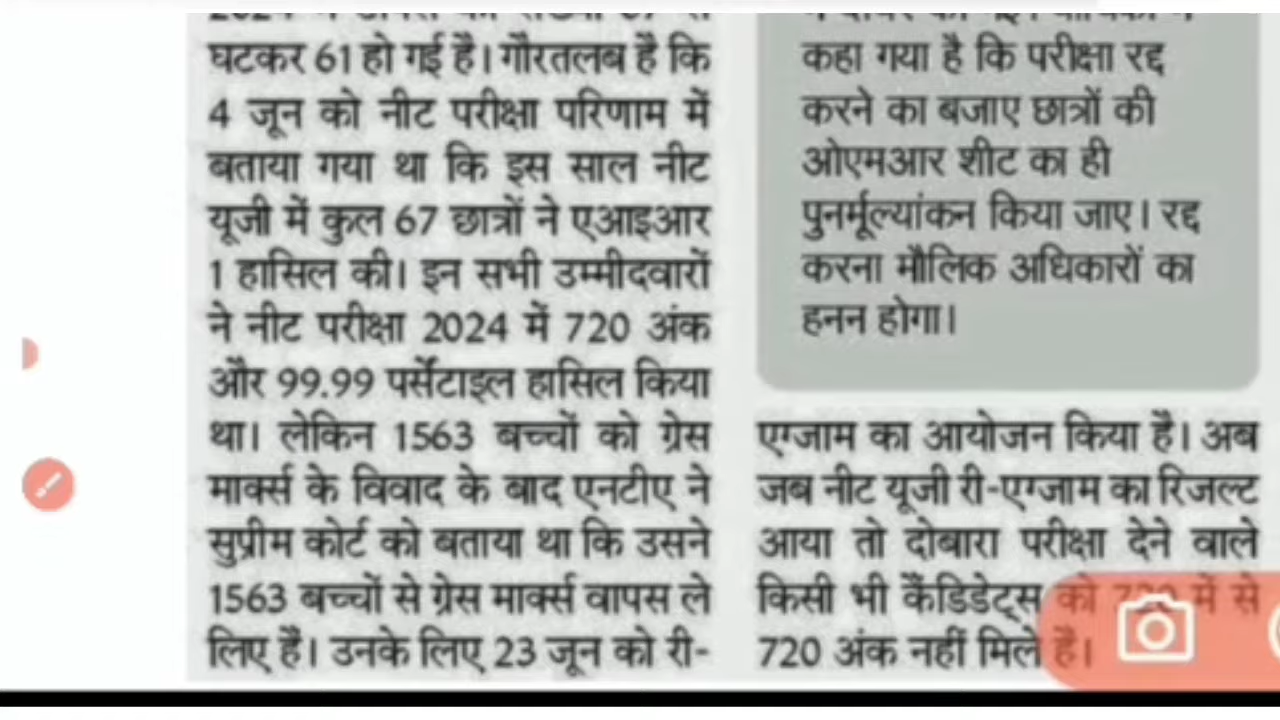 घटकर 61 हो गई है। गौरतलब है कि
4 जून को नीट परीक्षा परिणाम में
बताया गया था कि इस साल नीट
यूजी में कुल 67 छात्रों ने एआइआर
1 हासिल की। इन सभी उम्मीदवारों
ने नीट परीक्षा 2024 में 720 अंक
और 99.99 पर्सेंटाइल हासिल किया
था। लेकिन 1563 बच्चों को ग्रेस
मार्क्स के विवाद के बाद एनटीए ने
सुप्रीम कोर्ट को बताया था कि उसने
1563 बच्चों से ग्रेस मार्क्स वापस ले
लिए है। उनके लिए 23 जून को री-
कहा गया है कि परीक्षा रद्द
करने का बजाए छात्रों की
ओएमआर शीट का ही
पुनर्मूल्यांकन किया जाए। रद्द
करना मौलिक अधिकारों का
हनन होगा।
एग्जाम का आयोजन किया है। अब
जब नीट यूजी री-एग्जाम का रिजल्ट
आया तो दोबारा परीक्षा देने वाले
किसी भी कैंडिडेट्स को 720 में से
720 अंक नहीं मिले है।